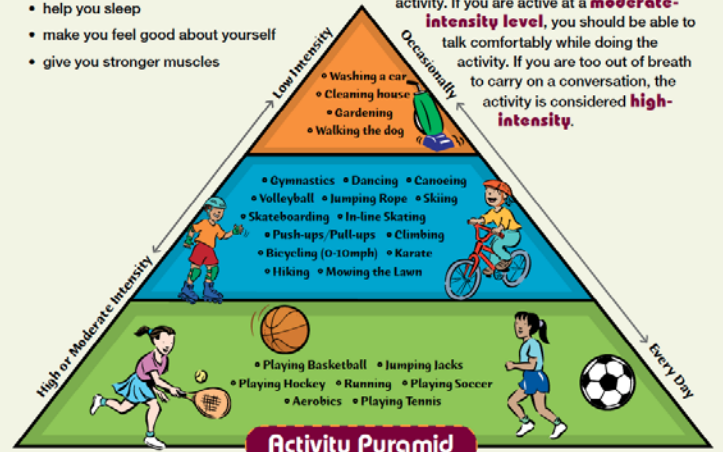 • help you sleep
• make you feel good about yourself
• give you stronger muscles
activity. If you are active at a moderate-
intensity level, you should be able to
talk comfortably while doing the
activity. If you are too out of breath
to carry on a conversation, the
activity is considered high-
intensity.
Low Intensity
Occasionally
• Washing a car
• Cleaning house
• Gardening
• Walking the dog
• Gymnastics • Dancing • Canoeing
• Volleyball • Jumping Rope • Skiing
• Skateboarding • In-line Skating
• Push-ups/Pull-ups • Climbing
• Bicycling (0-10mph) • Karate
• Hiking • Mowing the Lawn
High or Moderate Intensity
Every Day
• Playing Basketball • Jumping Jacks
• Playing Hockey • Running • Playing Soccer
• Aerobics • Playing Tennis
Activity Pyramid